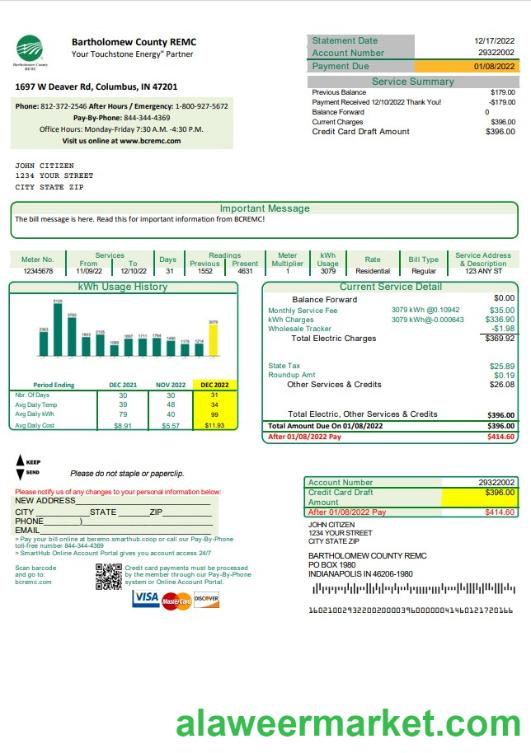 Bartholomew County REMC
Your Touchstone Energy® Partner
Bartholomew County
REMC
1697 W Deaver Rd, Columbus, IN 47201
Phone: 812-372-2546 After Hours / Emergency: 1-800-927-5672
Pay-By-Phone: 844-344-4369
Office Hours: Monday-Friday 7:30 A.M. -4:30 P.M.
Visit us online at www.bcremc.com
Statement Date 12/17/2022
Account Number 29322002
Payment Due 01/08/2022
Service Summary
Previous Balance $179.00
Payment Received 12/10/2022 Thank You! -$179.00
Balance Forward 0
Current Charges $396.00
Credit Card Draft Amount $396.00
JOHN CITIZEN
1234 YOUR STREET
CITY STATE ZIP
Important Message
The bill message is here. Read this for important information from BCREMC!
Meter No. Services From To Days Readings Previous Present Meter Multiplier kWh Usage Rate Bill Type Service Address & Description
12345678 11/09/22 12/10/22 31 1552 4631 1 3079 Residential Regular 123 ANY ST
kWh Usage History
3079
Period Ending DEC 2021 NOV 2022 DEC 2022
Nbr. Of Days 30 30 31
Avg Daily Temp 39 48 34
Avg Daily kWh 79 40 99
Avg Daily Cost $8.91 $5.57 $11.93
Current Service Detail
Balance Forward $0.00
Monthly Service Fee $35.00
kWh Charges 3079 kWh @0.10942 $336.90
Wholesale Tracker 3079 kWh@-0.000643 -$1.98
Total Electric Charges $369.92
State Tax $25.89
Roundup Amt $0.19
Other Services & Credits $26.08
Total Electric, Other Services & Credits $396.00
Total Amount Due On 01/08/2022 $396.00
After 01/08/2022 Pay $414.60
KEEP
SEND
Please do not staple or paperclip.
Please notify us of any changes to your personal information below:
NEW ADDRESS
CITY STATE ZIP
PHONE )
EMAIL
> Pay your bill online at bcremc.smarthub.coop or call our Pay-By-Phone
toll-free number 844-344-4369
> SmartHub Online Account Portal gives you account access 24/7
Scan barcode
and go to:
bcremc.com
Credit card payments must be processed
by the member through our Pay-By-Phone
system or Online Account Portal.
VISA MasterCard DISCOVER
Account Number 29322002
Credit Card Draft Amount $396.00
After 01/08/2022 Pay $414.60
JOHN CITIZEN
1234 YOUR STREET
CITY STATE ZIP
BARTHOLOMEW COUNTY REMC
PO BOX 1980
INDIANAPOLIS IN 46206-1980
alaweermarket.com